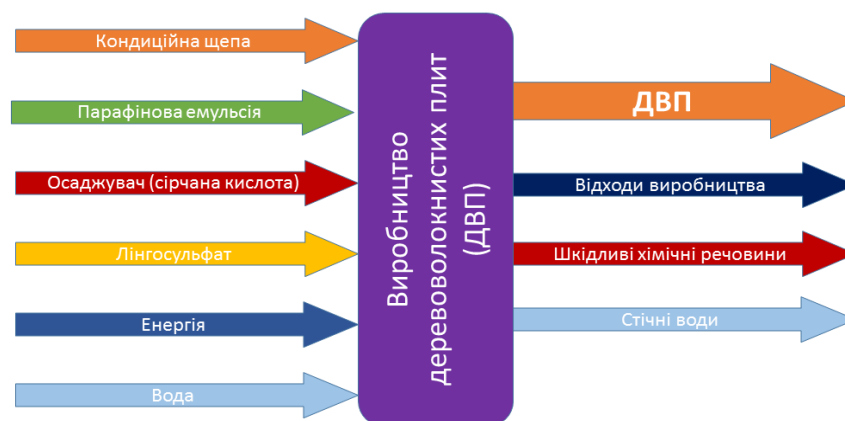 Кондиційна щепа
Парафінова емульсія
Осаджувач (сірчана кислота)
Лінгосульфат
Енергія
Вода
Виробництво
деревоволокнистих плит
(ДВП)
ДВП
Відходи виробництва
Шкідливі хімічні речовини
Стічні води